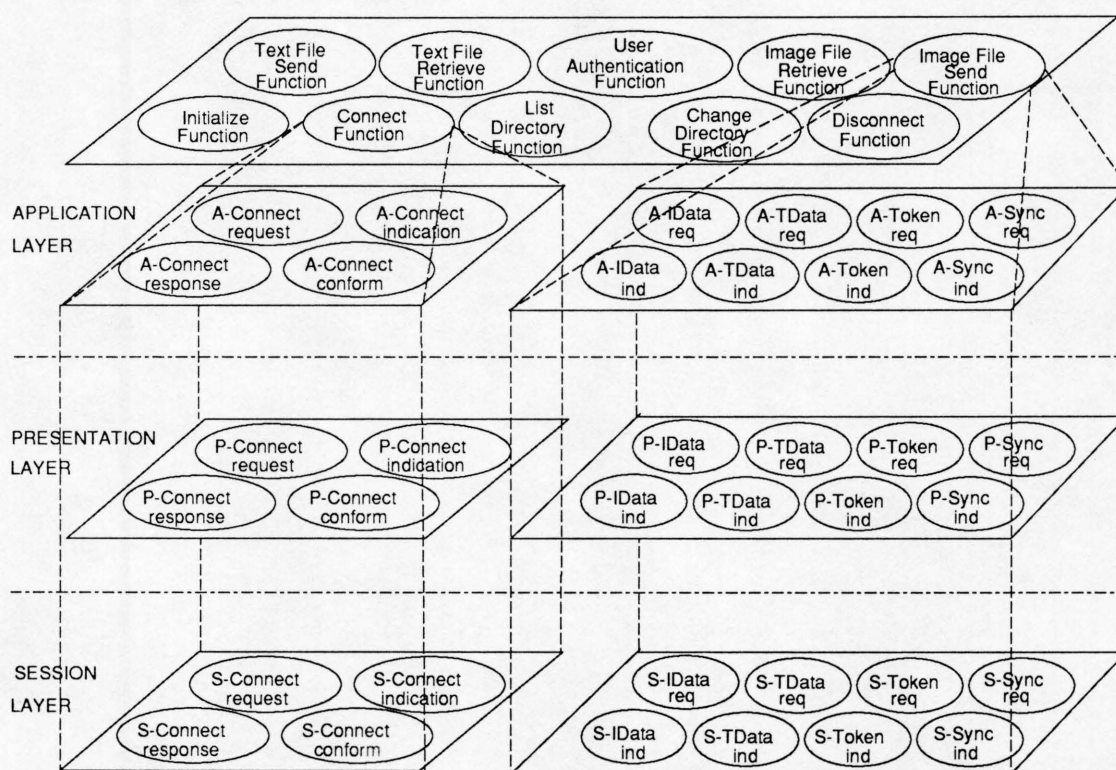 Text File
Send
Function
Text File
Retrieve
Function
User
Authentication
Function
Image File
Retrieve
Function
Image File
Send
Function
Initialize
Function
Connect
Function
List
Directory
Function
Change
Directory
Function
Disconnect
Function
APPLICATION
LAYER
A-Connect
request
A-Connect
indication
A-Connect
response
A-Connect
conform
A-IData
req
A-TData
req
A-Token
req
A-Sync
req
A-IData
ind
A-TData
ind
A-Token
ind
A-Sync
ind
PRESENTATION
LAYER
P-Connect
request
P-Connect
indidation
P-Connect
response
P-Connect
conform
P-IData
req
P-TData
req
P-Token
req
P-Sync
req
P-IData
ind
P-TData
ind
P-Token
ind
P-Sync
ind
SESSION
LAYER
S-Connect
request
S-Connect
indication
S-Connect
response
S-Connect
conform
S-IData
req
S-TData
req
S-Token
req
S-Sync
req
S-IData
ind
S-TData
ind
S-Token
ind
S-Sync
ind